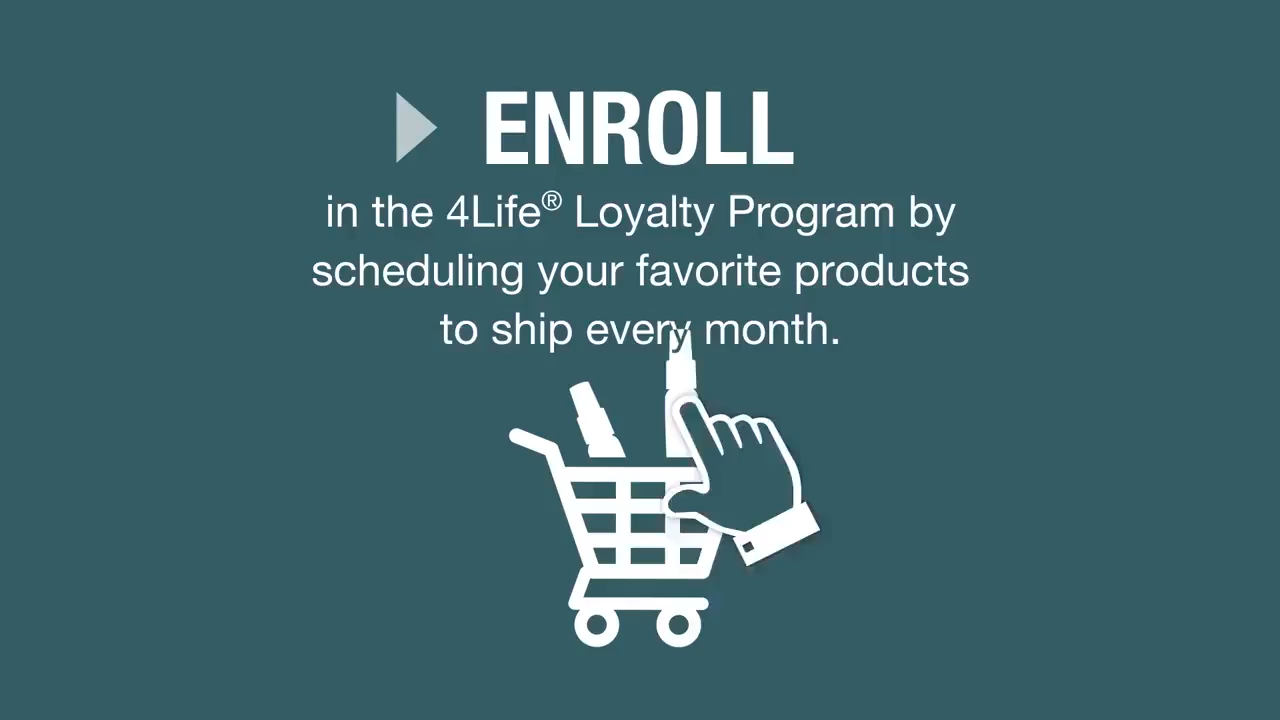 ENROLL
in the 4Life® Loyalty Program by
scheduling your favorite products
to ship every month.